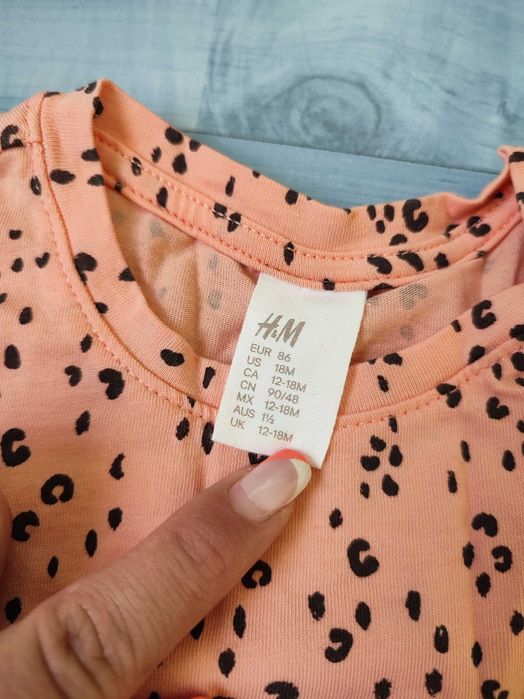 H&M
EUR 86
US 18M
CA 12-18M
CN 90/48
MX 12-18M
AUS 1½
UK 12-18M